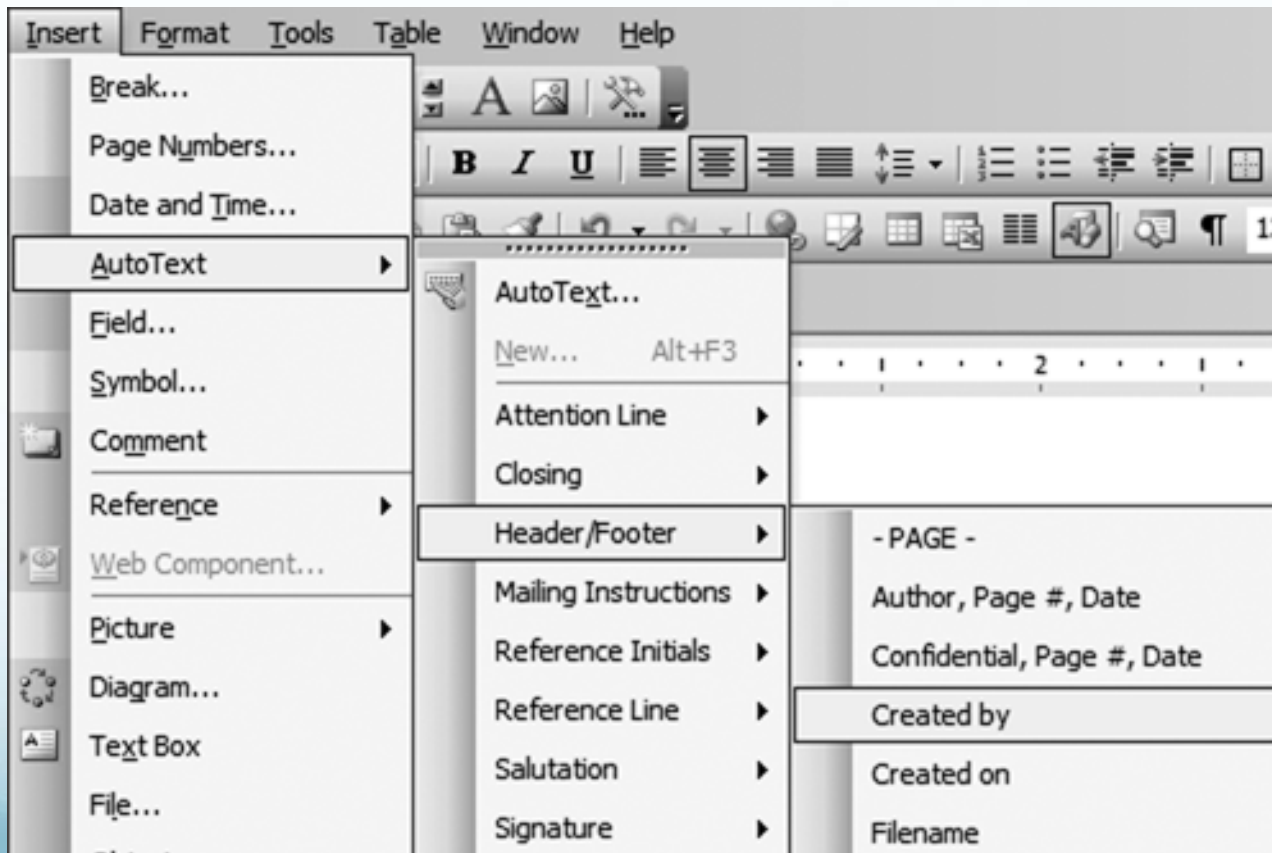 Insert Format Tools Table Window Help
Break...
Page Numbers...
Date and Time...
AutoText
Field...
Symbol...
Comment
Reference
Web Component...
Picture
Diagram...
Text Box
File...
A
B I U
¶
AutoText...
New... Alt+F3
2
Attention Line
Closing
Header/Footer
Mailing Instructions
Reference Initials
Reference Line
Salutation
Signature
- PAGE -
Author, Page #, Date
Confidential, Page #, Date
Created by
Created on
Filename